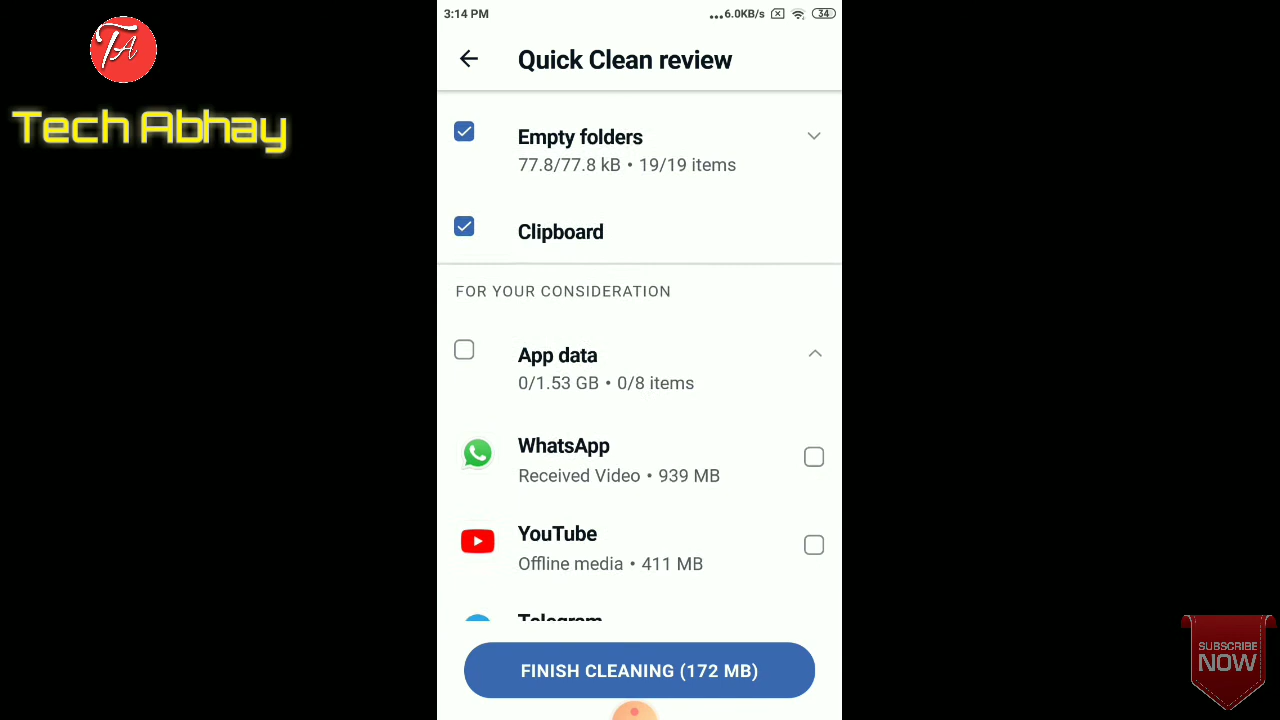 TA
Tech Abhay
3:14 PM
...6.0KB/s 34
Quick Clean review
Empty folders
77.8/77.8 kB • 19/19 items
Clipboard
FOR YOUR CONSIDERATION
App data
0/1.53 GB • 0/8 items
WhatsApp
Received Video • 939 MB
YouTube
Offline media • 411 MB
Telegram
FINISH CLEANING (172 MB)
SUBSCRIBE
NOW